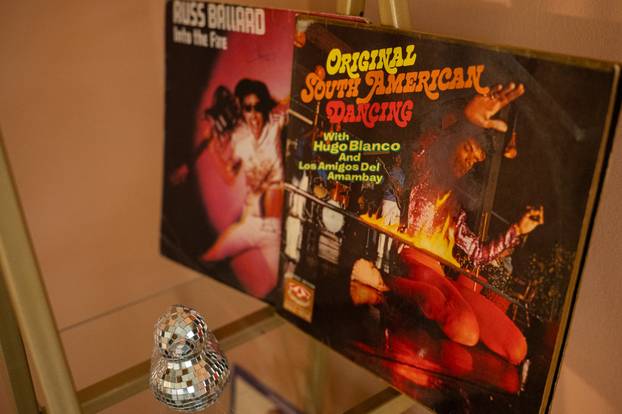 RUSS BALLARD
Into the Fire
ORIGINAL
SOUTH AMERICAN
DANCING
With
Hugo Blanco
And
Los Amigos Del
Amambay